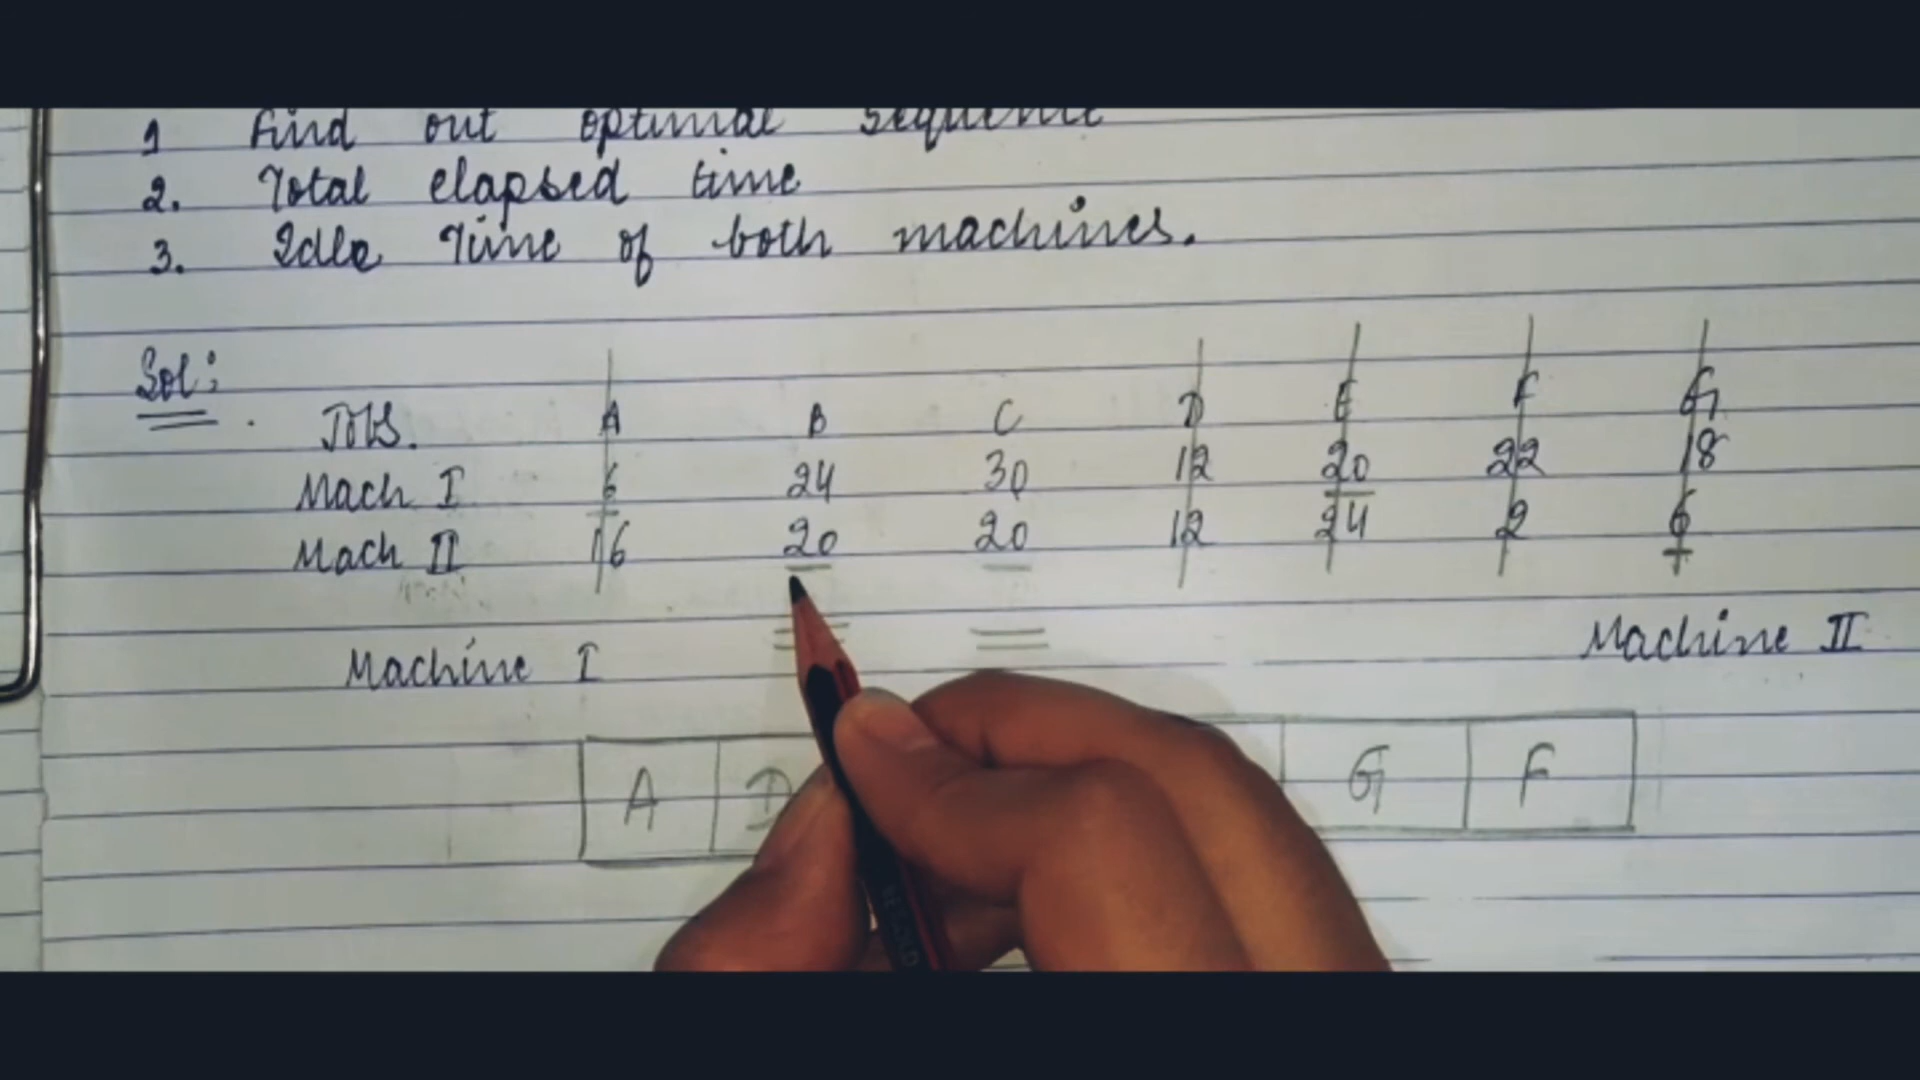 1 Find out optimal sequence
2. Total elapsed time
3. Idle Time of both machines.
Sol:
Jobs. A B C D E F G
Mach I 6 24 30 12 20 22 18
Mach II 16 20 20 12 24 2 6
Machine I Machine II
A D G F